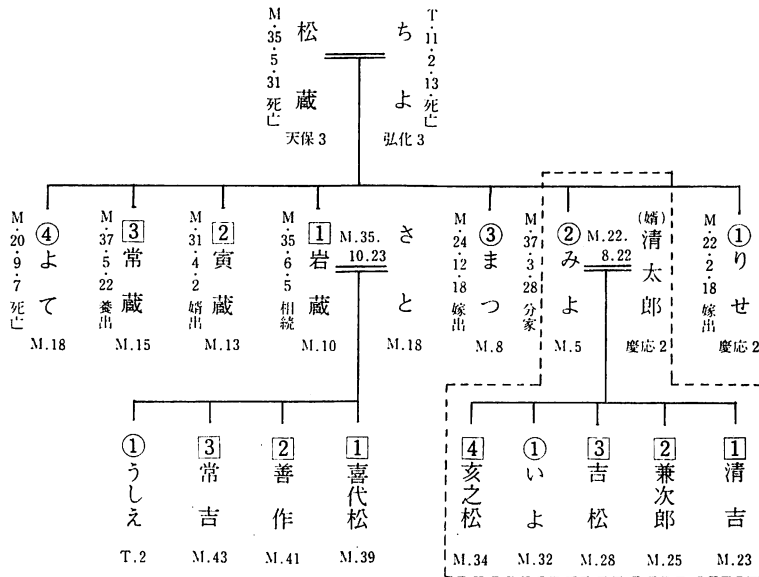 T・11・2・13・死亡
ちよ
弘化3
松蔵
M・35・5・31 死亡
天保3
①りせ
M・22・2・18 嫁出
慶応2
(婿)清太郎
慶応2
M.22.
8.22
②みよ
M・37・3・28 分家
M.5
③まつ
M・24・12・18 嫁出
M.8
さと
M.18
M.35.
10.23
1岩蔵
M・35・6・5 相続
M.10
2寅蔵
M・31・4・2 婿出
M.13
3常蔵
M・37・5・22 養出
M.15
④よて
M・20・9・7 死亡
M.18
1清吉
M.23
2兼次郎
M.25
3吉松
M.28
①いよ
M.32
4亥之松
M.34
1喜代松
M.39
2善作
M.41
3常吉
M.43
①うしえ
T.2